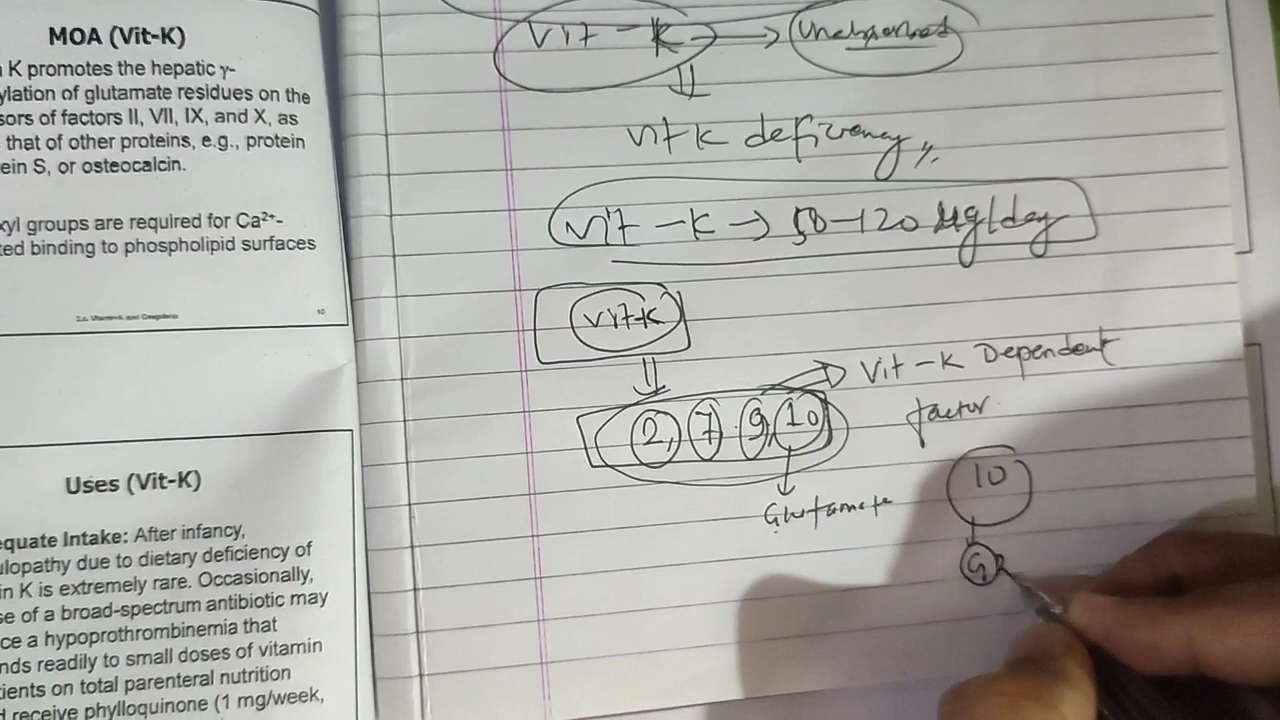 MOA (Vit-K)
K promotes the hepatic γ-
ylation of glutamate residues on the
sors of factors II, VII, IX, and X, as
that of other proteins, e.g., protein
ein S, or osteocalcin.
xyl groups are required for Ca²⁺-
ted binding to phospholipid surfaces
10
Uses (Vit-K)
equate Intake: After infancy,
ulopathy due to dietary deficiency of
in K is extremely rare. Occasionally,
se of a broad-spectrum antibiotic may
ce a hypoprothrombinemia that
nds readily to small doses of vitamin
tients on total parenteral nutrition
d receive phylloquinone (1 mg/week,
Vit-K →
vit k deficency
Vit-K → 50-120 μg/day
Vit-K
2, 7 9, 10
Vit-K Dependent
factor
Glutamate
10
G